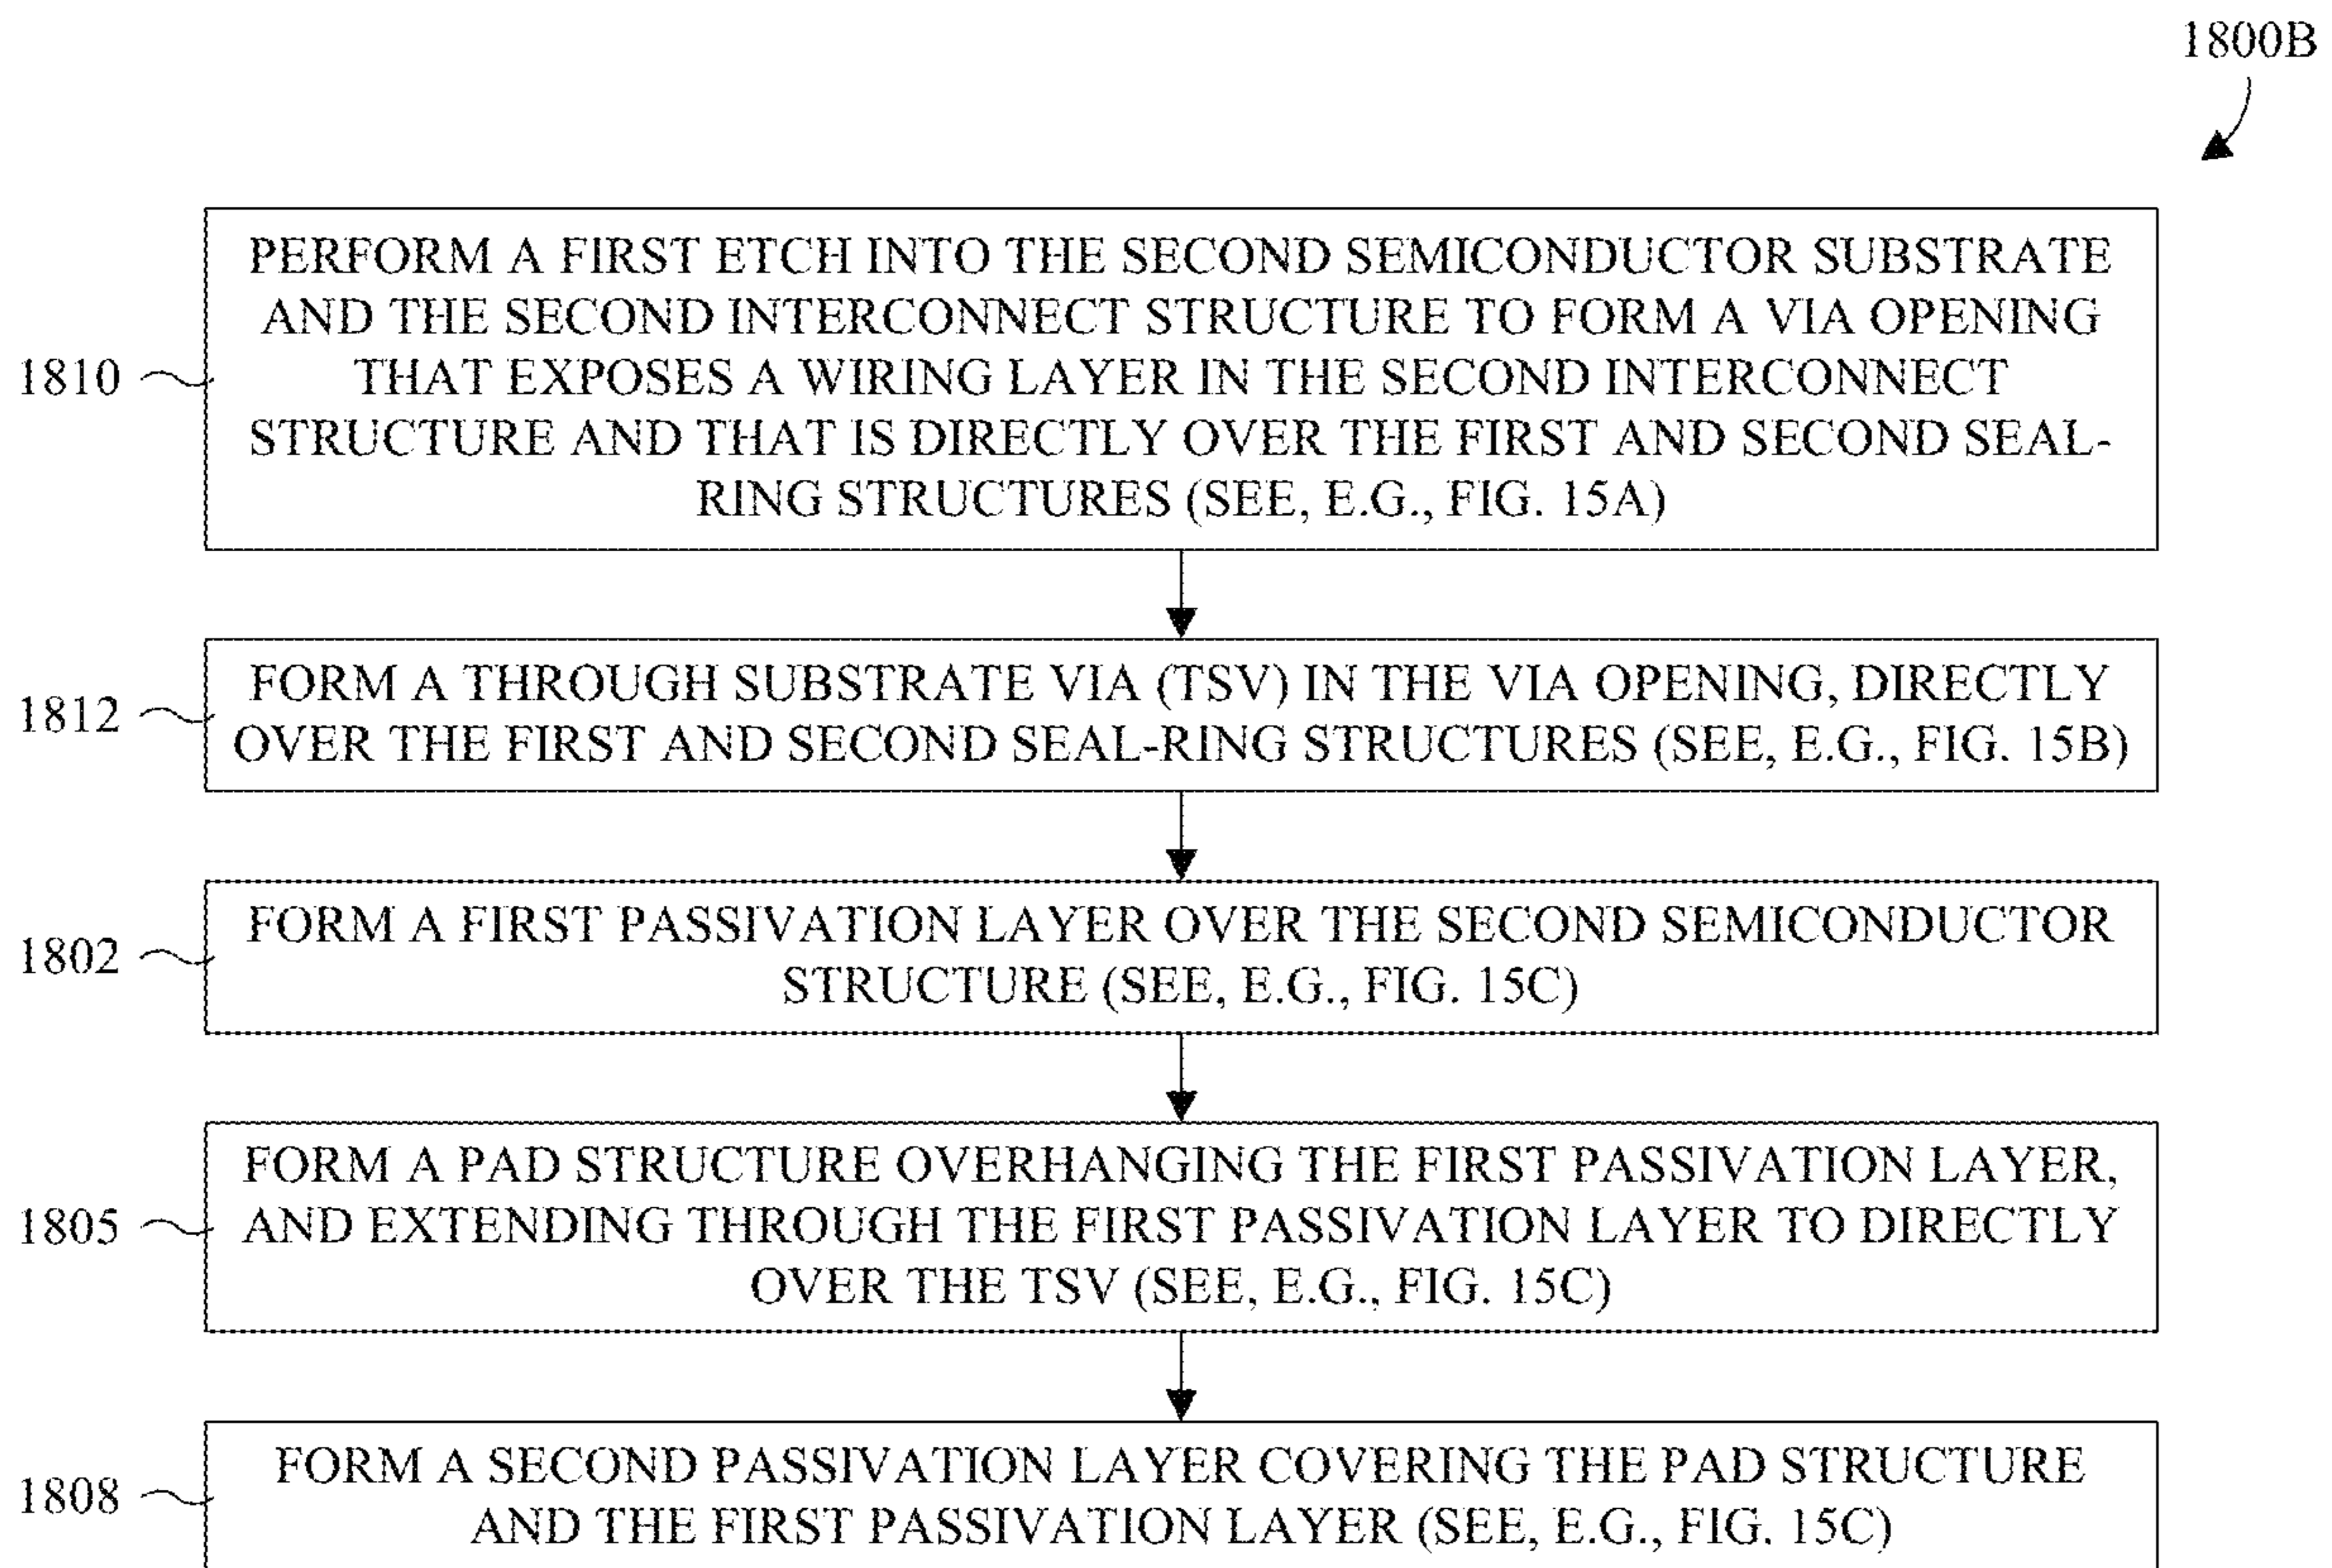 1800B
PERFORM A FIRST ETCH INTO THE SECOND SEMICONDUCTOR SUBSTRATE
AND THE SECOND INTERCONNECT STRUCTURE TO FORM A VIA OPENING
THAT EXPOSES A WIRING LAYER IN THE SECOND INTERCONNECT
STRUCTURE AND THAT IS DIRECTLY OVER THE FIRST AND SECOND SEAL-
RING STRUCTURES (SEE, E.G., FIG. 15A)
1810
FORM A THROUGH SUBSTRATE VIA (TSV) IN THE VIA OPENING, DIRECTLY
OVER THE FIRST AND SECOND SEAL-RING STRUCTURES (SEE, E.G., FIG. 15B)
1812
FORM A FIRST PASSIVATION LAYER OVER THE SECOND SEMICONDUCTOR
STRUCTURE (SEE, E.G., FIG. 15C)
1802
FORM A PAD STRUCTURE OVERHANGING THE FIRST PASSIVATION LAYER,
AND EXTENDING THROUGH THE FIRST PASSIVATION LAYER TO DIRECTLY
OVER THE TSV (SEE, E.G., FIG. 15C)
1805
FORM A SECOND PASSIVATION LAYER COVERING THE PAD STRUCTURE
AND THE FIRST PASSIVATION LAYER (SEE, E.G., FIG. 15C)
1808